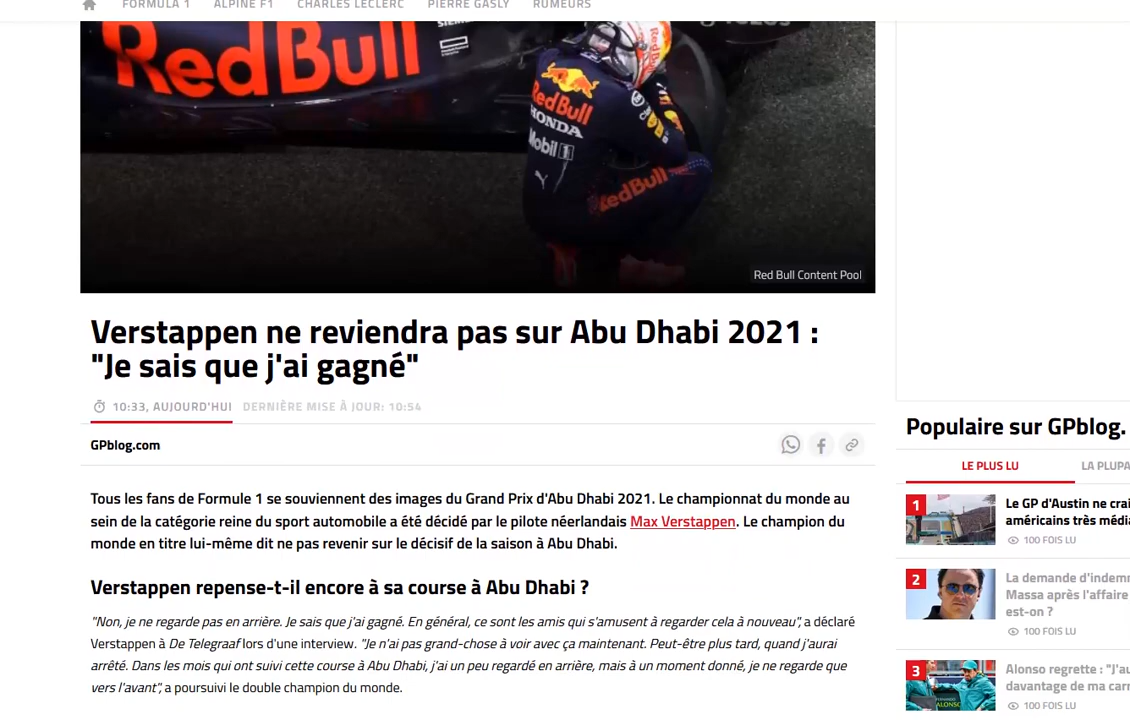 FORMULA 1 ALPINE F1 CHARLES LECLERC PIERRE GASLY RUMEURS
RedBull
RedBull
HONDA
Mobil 1
RedBull
Red Bull Content Pool
Verstappen ne reviendra pas sur Abu Dhabi 2021 :
"Je sais que j'ai gagné"
10:33, AUJOURD'HUI DERNIÈRE MISE À JOUR: 10:54
GPblog.com
Tous les fans de Formule 1 se souviennent des images du Grand Prix d'Abu Dhabi 2021. Le championnat du monde au
sein de la catégorie reine du sport automobile a été décidé par le pilote néerlandais Max Verstappen. Le champion du
monde en titre lui-même dit ne pas revenir sur le décisif de la saison à Abu Dhabi.
Verstappen repense-t-il encore à sa course à Abu Dhabi ?
"Non, je ne regarde pas en arrière. Je sais que j'ai gagné. En général, ce sont les amis qui s'amusent à regarder cela à nouveau", a déclaré
Verstappen à De Telegraaf lors d'une interview. "Je n'ai pas grand-chose à voir avec ça maintenant. Peut-être plus tard, quand j'aurai
arrêté. Dans les mois qui ont suivi cette course à Abu Dhabi, j'ai un peu regardé en arrière, mais à un moment donné, je ne regarde que
vers l'avant", a poursuivi le double champion du monde.
Populaire sur GPblog.
LE PLUS LU LA PLUPA
1
Le GP d'Austin ne crai
américains très média
100 FOIS LU
2
La demande d'indemn
Massa après l'affaire
est-on ?
100 FOIS LU
3
Alonso regrette : "J'au
davantage de ma carr
100 FOIS LU